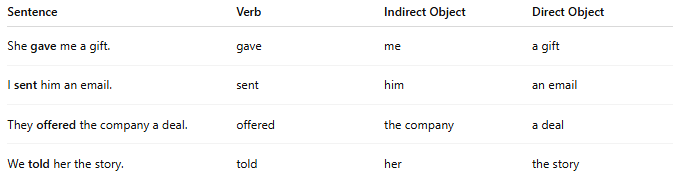 Sentence Verb Indirect Object Direct Object
She gave me a gift. gave me a gift
I sent him an email. sent him an email
They offered the company a deal. offered the company a deal
We told her the story. told her the story